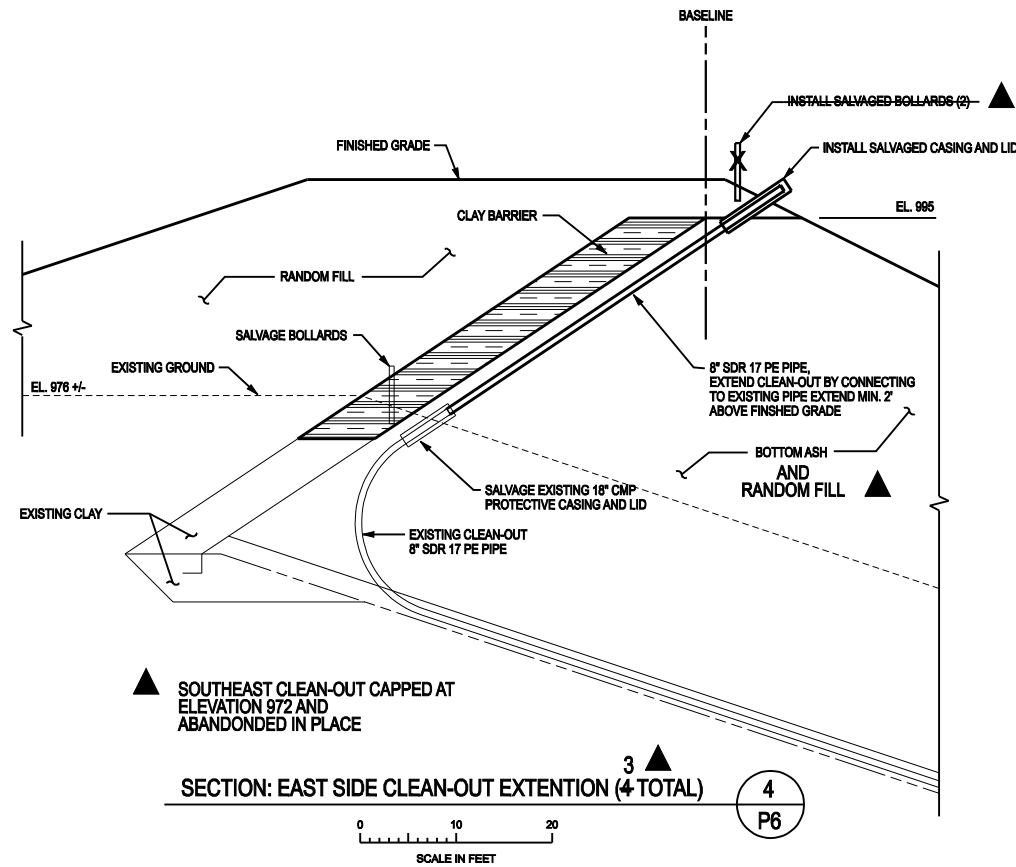 BASELINE
INSTALL SALVAGED BOLLARDS (2)
FINISHED GRADE
INSTALL SALVAGED CASING AND LID
CLAY BARRIER
EL. 995
RANDOM FILL
SALVAGE BOLLARDS
EXISTING GROUND
EL. 976 +/-
8" SDR 17 PE PIPE,
EXTEND CLEAN-OUT BY CONNECTING
TO EXISTING PIPE EXTEND MIN. 2'
ABOVE FINSHED GRADE
BOTTOM ASH
AND
RANDOM FILL
SALVAGE EXISTING 18" CMP
PROTECTIVE CASING AND LID
EXISTING CLAY
EXISTING CLEAN-OUT
8" SDR 17 PE PIPE
SOUTHEAST CLEAN-OUT CAPPED AT
ELEVATION 972 AND
ABANDONDED IN PLACE
3
SECTION: EAST SIDE CLEAN-OUT EXTENTION (4 TOTAL)
4
P6
0 10 20
SCALE IN FEET